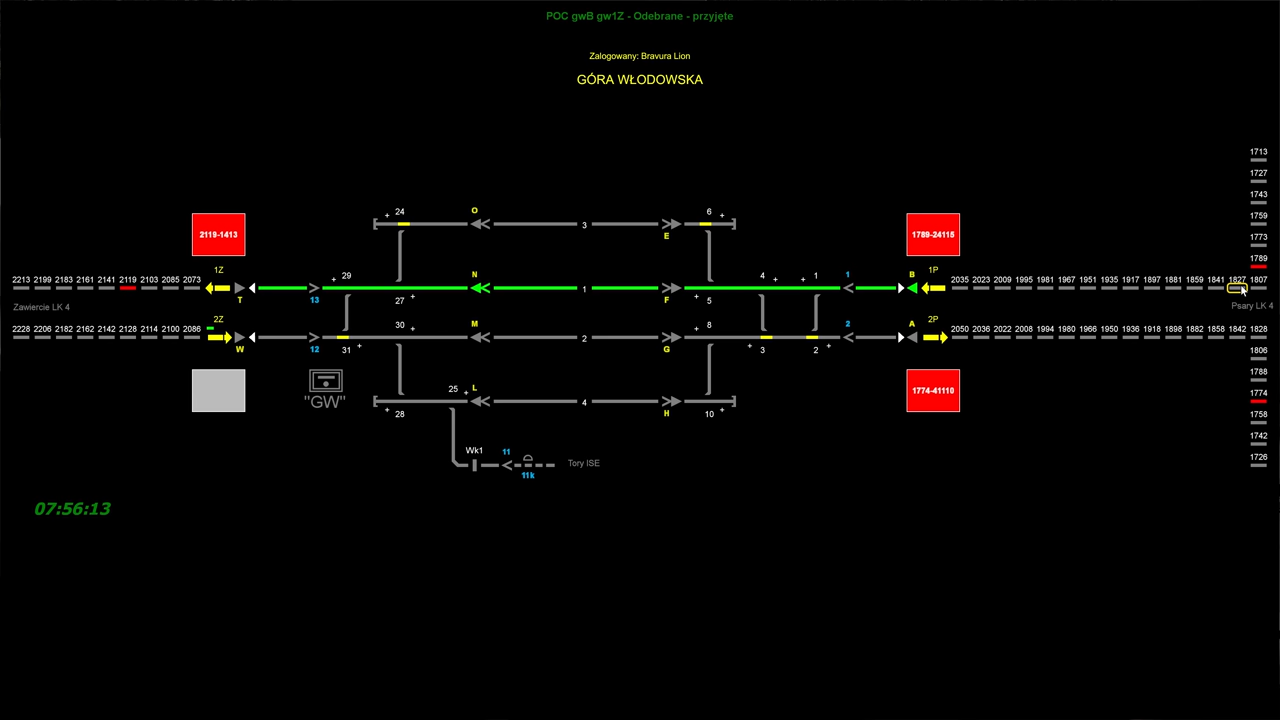 POC gwB gw1Z - Odebrane - przyjęte
Zalogowany: Bravura Lion
GÓRA WŁODOWSKA
1713
1727
1743
1759
1773
1789
24 + O 3 E 6 +
2119-1413
1789-24115
1Z 29 + N 4 + 1 + 1 B 1P
2213 2199 2183 2161 2141 2119 2103 2085 2073
2035 2023 2009 1995 1981 1967 1951 1935 1917 1897 1881 1859 1841 1827 1807
T 13 27 + 1 F 5 +
Zawiercie LK 4
Psary LK 4
2Z 30 + M 8 + 2 A 2P
2228 2206 2182 2162 2142 2128 2114 2100 2086
2050 2036 2022 2008 1994 1980 1966 1950 1936 1918 1898 1882 1858 1842 1828
W 12 31 + 2 G + 3 2 +
1806
1788
1774
1758
1742
1726
1774-41110
"GW"
25 + L 4 H 28 + 10 +
Wk1 11 11k Tory ISE
07:56:13